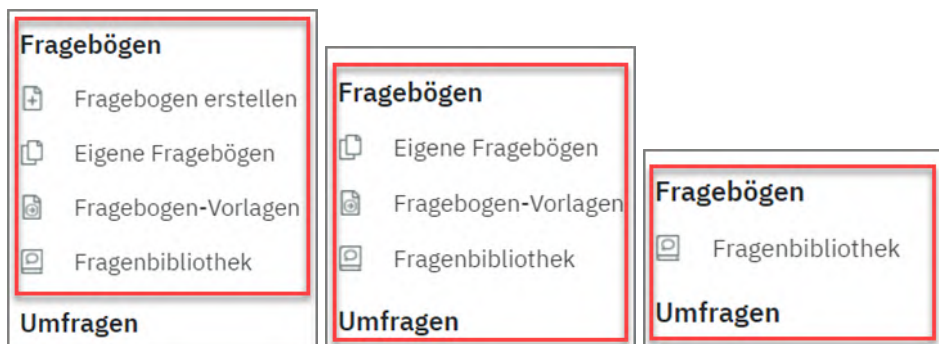 Fragebögen
Fragebogen erstellen
Eigene Fragebögen
Fragebogen-Vorlagen
Fragenbibliothek
Umfragen
Fragebögen
Eigene Fragebögen
Fragebogen-Vorlagen
Fragenbibliothek
Umfragen
Fragebögen
Fragenbibliothek
Umfragen